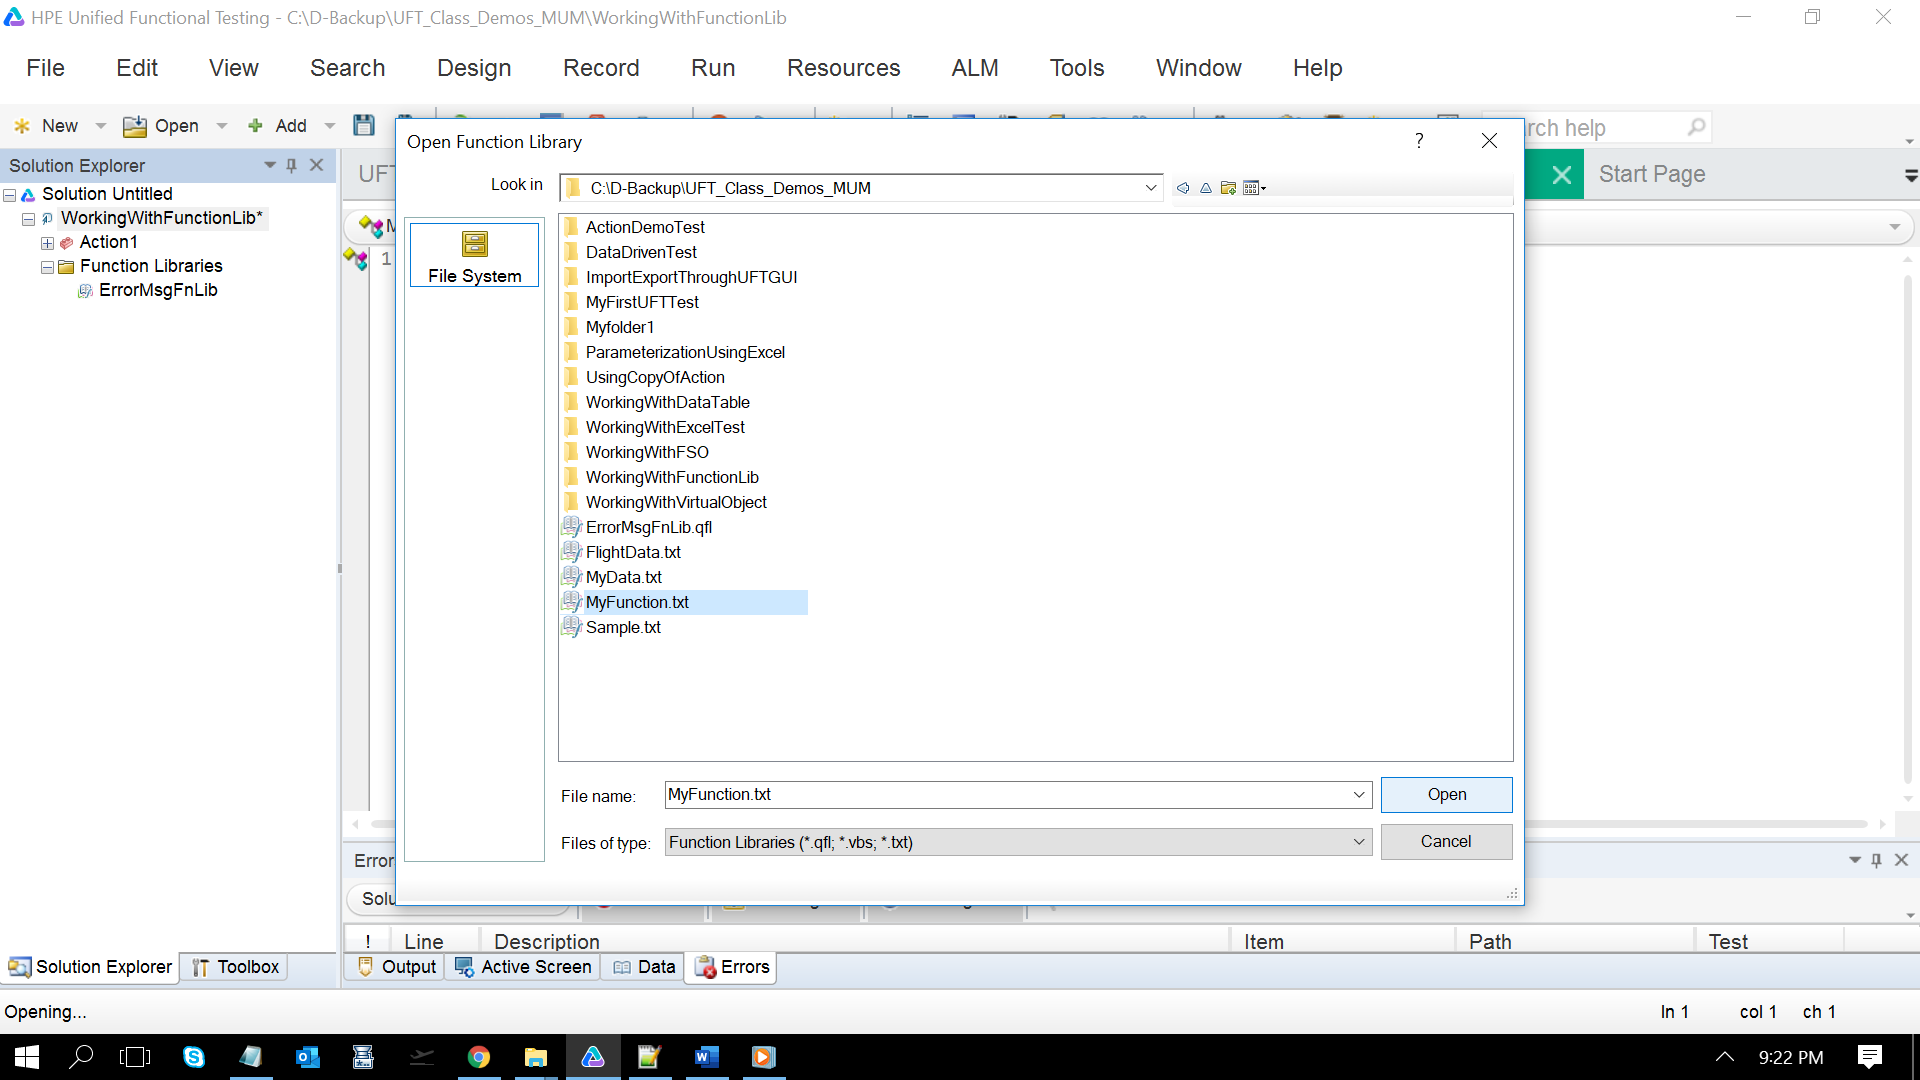 HPE Unified Functional Testing - C:\D-Backup\UFT_Class_Demos_MUM\WorkingWithFunctionLib
File Edit View Search Design Record Run Resources ALM Tools Window Help
New Open Add
rch help
Solution Explorer
UFT
Start Page
Solution Untitled
WorkingWithFunctionLib*
Action1
Function Libraries
ErrorMsgFnLib
M
1
Open Function Library
?
Look in C:\D-Backup\UFT_Class_Demos_MUM
File System
ActionDemoTest
DataDrivenTest
ImportExportThroughUFTGUI
MyFirstUFTTest
Myfolder1
ParameterizationUsingExcel
UsingCopyOfAction
WorkingWithDataTable
WorkingWithExcelTest
WorkingWithFSO
WorkingWithFunctionLib
WorkingWithVirtualObject
ErrorMsgFnLib.qfl
FlightData.txt
MyData.txt
MyFunction.txt
Sample.txt
File name: MyFunction.txt Open
Files of type: Function Libraries (*.qfl; *.vbs; *.txt) Cancel
Error
Solu
! Line Description Item Path Test
Solution Explorer Toolbox Output Active Screen Data Errors
Opening... ln 1 col 1 ch 1
9:22 PM